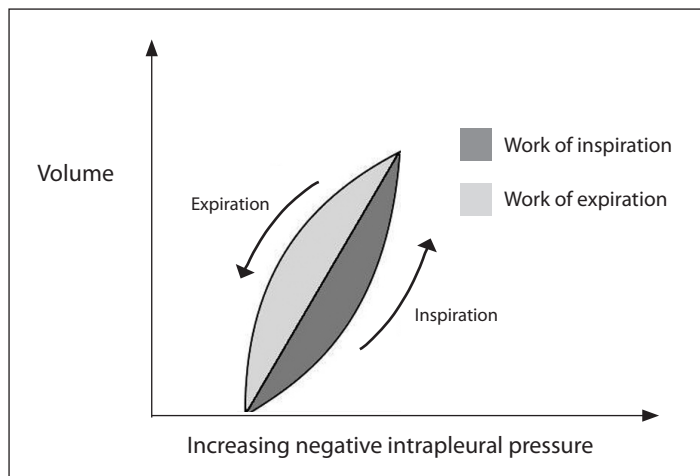 Volume
Work of inspiration
Work of expiration
Expiration
Inspiration
Increasing negative intrapleural pressure